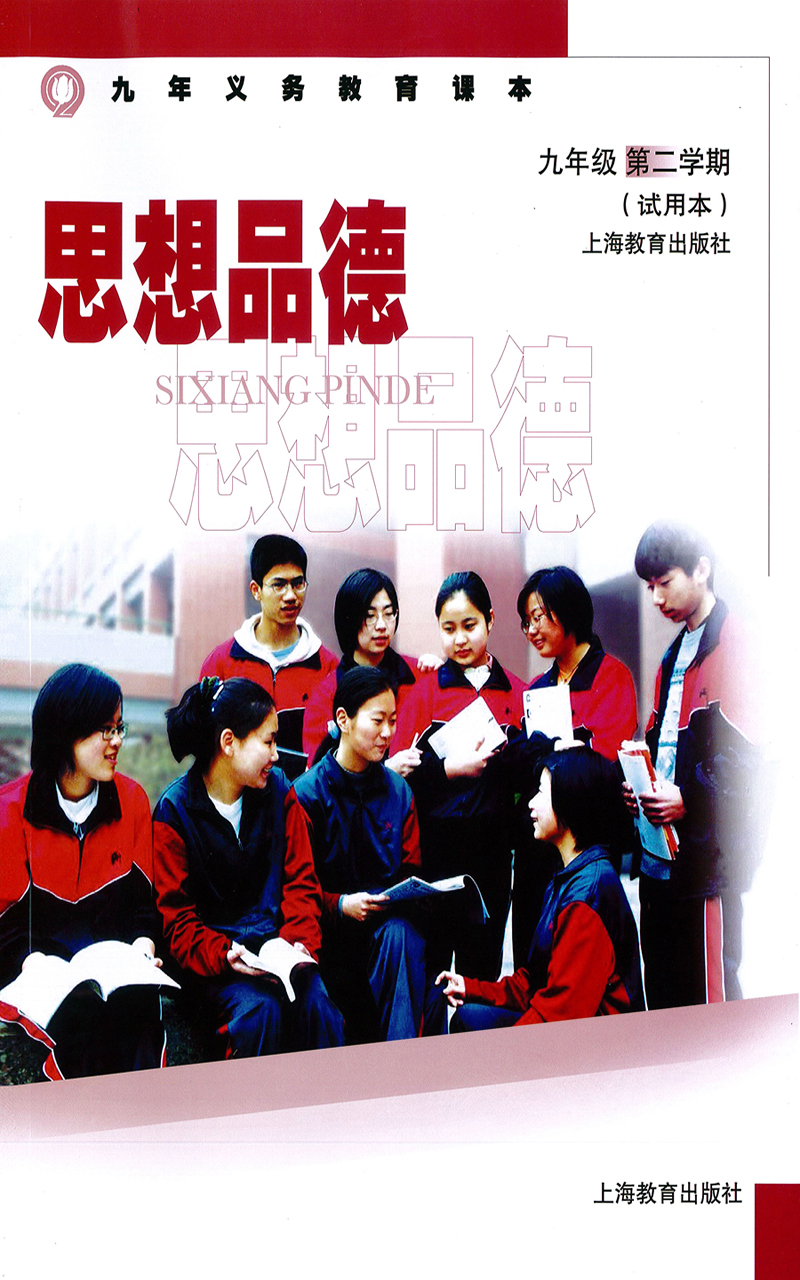 九年义务教育课本
九年级 第二学期
（试用本）
上海教育出版社
思想品德
思想品德
SIXIANG PINDE
上海教育出版社